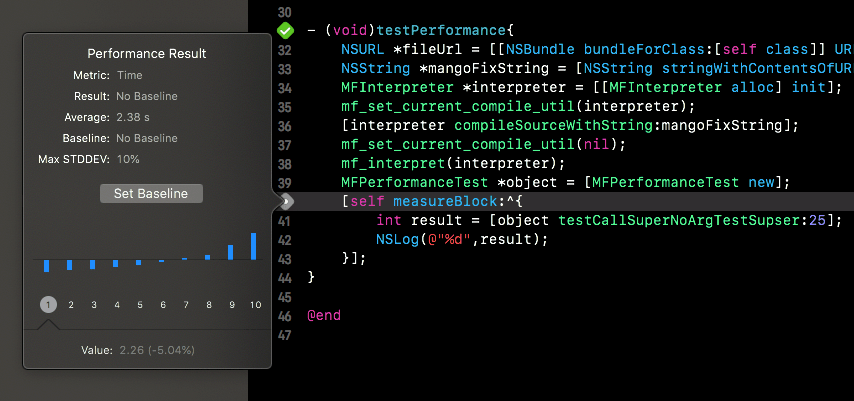 Performance Result
Metric: Time
Result: No Baseline
Average: 2.38 s
Baseline: No Baseline
Max STDDEV: 10%
Set Baseline
1 2 3 4 5 6 7 8 9 10
Value: 2.26 (-5.04%)
30
- (void)testPerformance{
32 NSURL *fileUrl = [[NSBundle bundleForClass:[self class]] UR
33 NSString *mangoFixString = [NSString stringWithContentsOfUR
34 MFInterpreter *interpreter = [[MFInterpreter alloc] init];
35 mf_set_current_compile_util(interpreter);
36 [interpreter compileSourceWithString:mangoFixString];
37 mf_set_current_compile_util(nil);
38 mf_interpret(interpreter);
39 MFPerformanceTest *object = [MFPerformanceTest new];
[self measureBlock:^{
41 int result = [object testCallSuperNoArgTestSupser:25];
42 NSLog(@"%d",result);
43 }];
44 }
45
46 @end
47